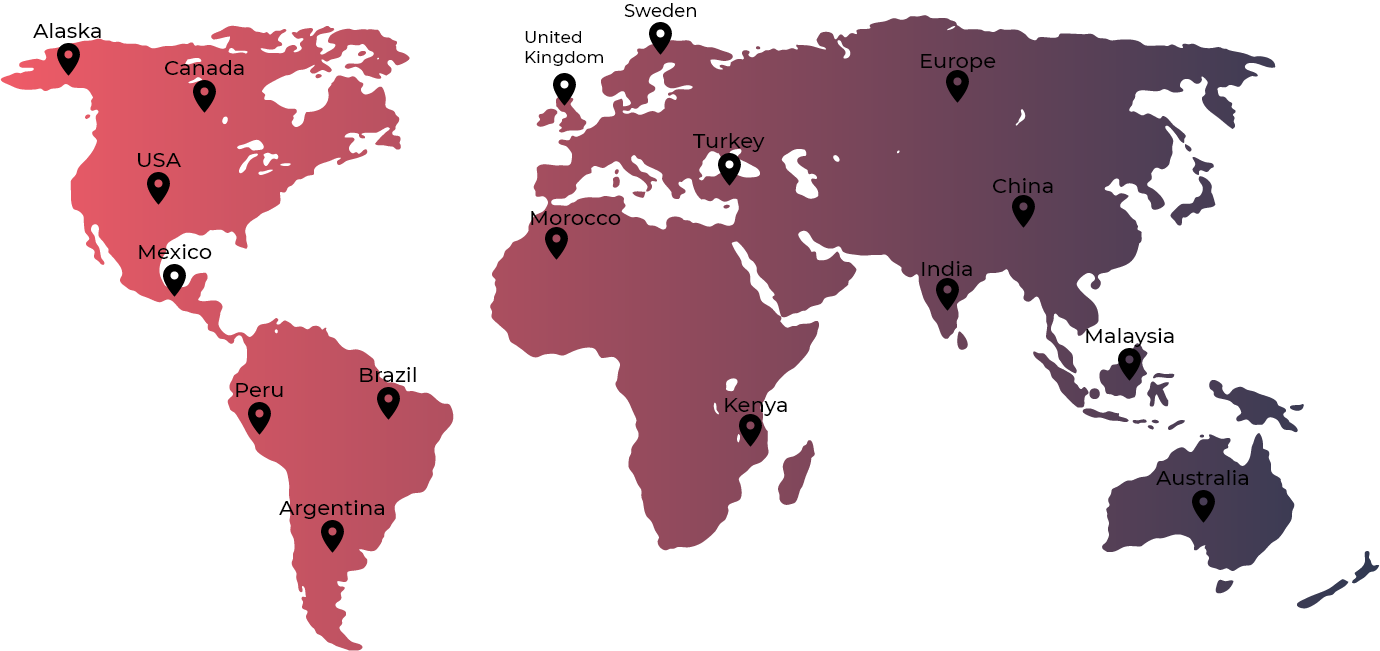 Sweden
Alaska
United
Kingdom
Canada
Europe
Turkey
USA
China
Morocco
Mexico
India
Malaysia
Brazil
Peru
Kenya
Australia
Argentina